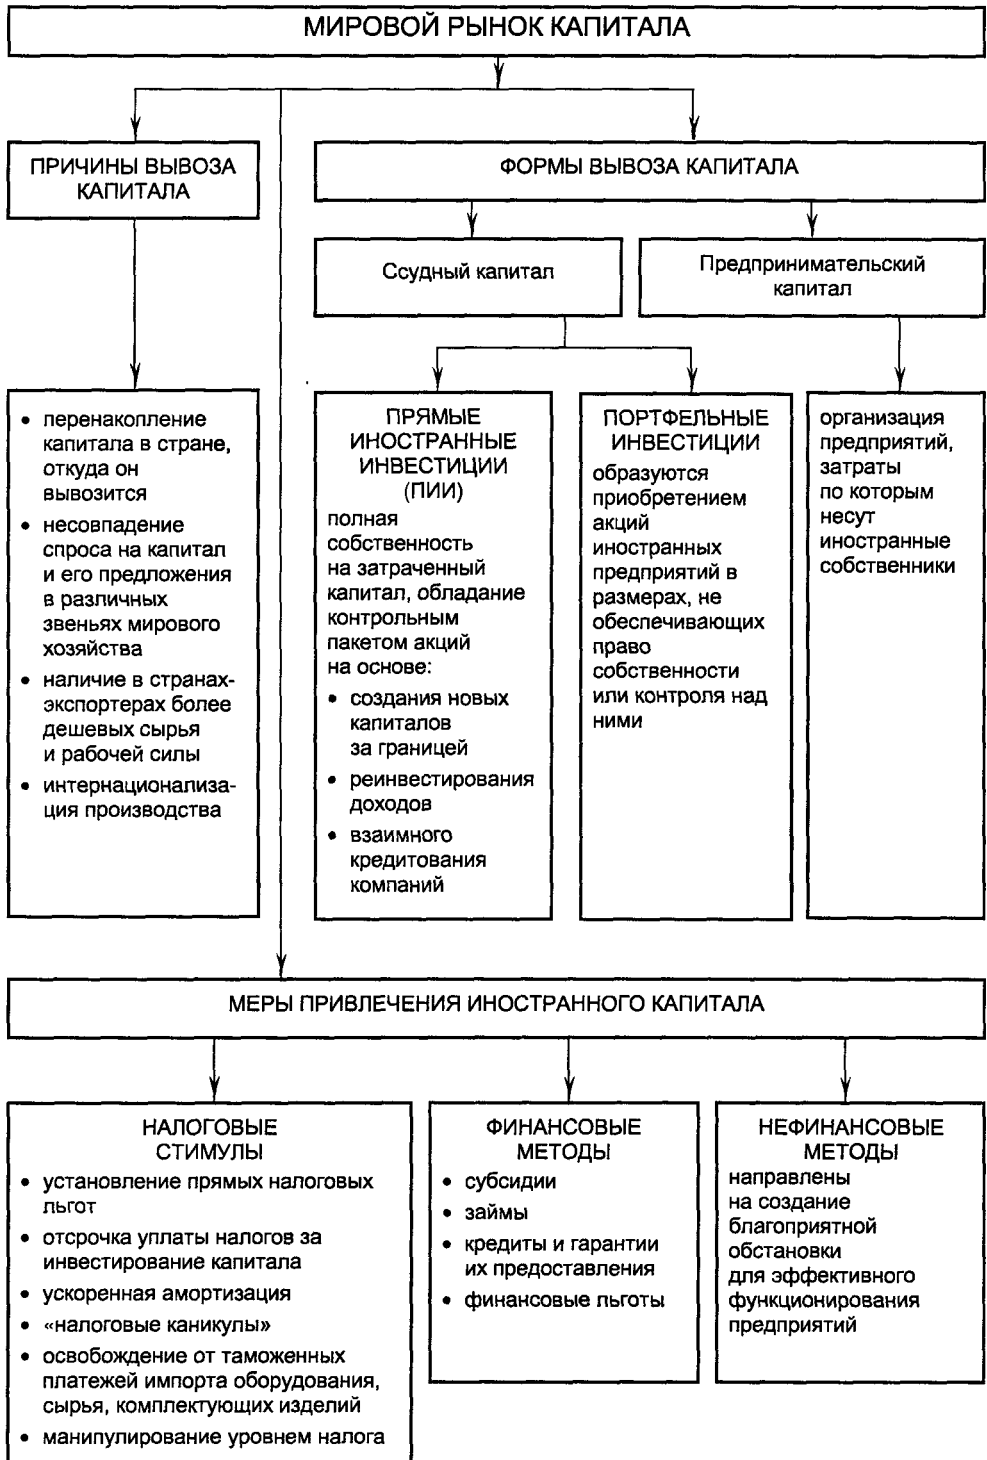 МИРОВОЙ РЫНОК КАПИТАЛА
ПРИЧИНЫ ВЫВОЗА
КАПИТАЛА
ФОРМЫ ВЫВОЗА КАПИТАЛА
Ссудный капитал
Предпринимательский
капитал
• перенакопление
капитала в стране,
откуда он
вывозится
• несовпадение
спроса на капитал
и его предложения
в различных
звеньях мирового
хозяйства
• наличие в странах-
экспортерах более
дешевых сырья
и рабочей силы
• интернационализа-
ция производства
ПРЯМЫЕ
ИНОСТРАННЫЕ
ИНВЕСТИЦИИ
(ПИИ)
полная
собственность
на затраченный
капитал, обладание
контрольным
пакетом акций
на основе:
• создания новых
капиталов
за границей
• реинвестирования
доходов
• взаимного
кредитования
компаний
ПОРТФЕЛЬНЫЕ
ИНВЕСТИЦИИ
образуются
приобретением
акций
иностранных
предприятий в
размерах, не
обеспечивающих
право
собственности
или контроля над
ними
организация
предприятий,
затраты
по которым
несут
иностранные
собственники
МЕРЫ ПРИВЛЕЧЕНИЯ ИНОСТРАННОГО КАПИТАЛА
НАЛОГОВЫЕ
СТИМУЛЫ
• установление прямых налоговых
льгот
• отсрочка уплаты налогов за
инвестирование капитала
• ускоренная амортизация
• «налоговые каникулы»
• освобождение от таможенных
платежей импорта оборудования,
сырья, комплектующих изделий
• манипулирование уровнем налога
ФИНАНСОВЫЕ
МЕТОДЫ
• субсидии
• займы
• кредиты и гарантии
их предоставления
• финансовые льготы
НЕФИНАНСОВЫЕ
МЕТОДЫ
направлены
на создание
благоприятной
обстановки
для эффективного
функционирования
предприятий